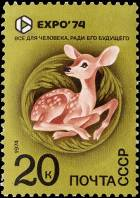 EXPO'74
ВСЕ ДЛЯ ЧЕЛОВЕКА, РАДИ ЕГО БУДУЩЕГО
1974
20К
ПОЧТА
СССР